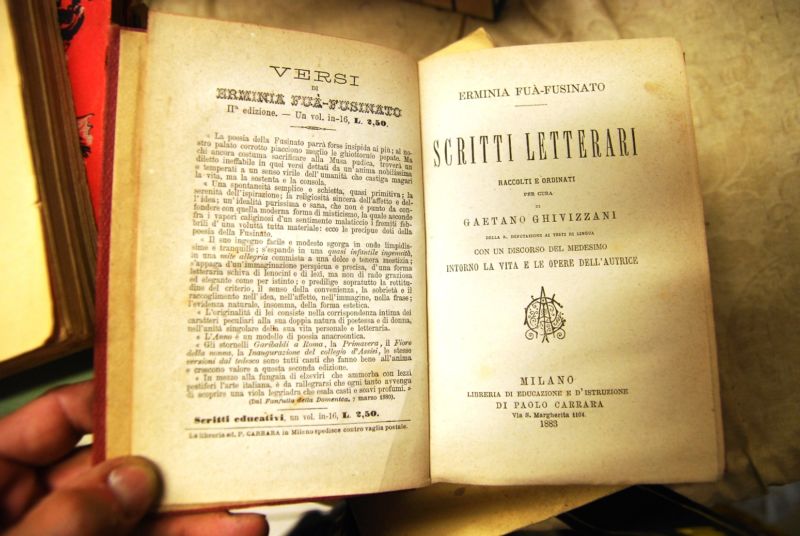 VERSI
DI
ERMINIA FUÀ-FUSINATO
IIª edizione. — Un vol. in-16, L. 2,50.
« La poesia della Fusinato parrà forse insipida ai più; al no-
stro palato corrotto piacciono meglio le ghiottornie pepate. Ma
chi ancora costuma sacrificare alla Musa pudica, troverà un
diletto ineffabile in quei versi dettati da un'anima nobilissima
e temperati a un senso virile dell'umanità che castiga magari
la vita, ma la sostenta e la consola.
« Una spontaneità semplice e schietta, quasi primitiva; la
serenità dell'ispirazione; la religiosità sincera dell'affetto e del-
l'idea; un'idealità purissima e sana, che non è punto da con-
fondere con quella moderna forma di misticismo, la quale asconde
fra i vapori caliginosi d'un sentimento malaticcio i fremiti feb-
brili d'una voluttà tutta materiale: ecco le precipue doti della
poesia della Fusinato.
« Il suo ingegno facile e modesto sgorga in onde limpidis-
sime e tranquille; s'espande in una quasi infantile ingenuità,
in una mite allegria commista a una dolce e tenera mestizia;
s'appaga d'un'immaginazione perspicua e precisa, d'una forma
letteraria schiva di lenocini e di lezi, ma non di rado graziosa
ed elegante come per istinto; e predilige sopratutto la rettitu-
dine del criterio, il senso della convenienza, la sobrietà e il
raccoglimento nell'idea, nell'affetto, nell'immagine, nella frase;
l'evidenza naturale, insomma, della forma estetica.
« L'originalità di lei consiste nella corrispondenza intima dei
caratteri peculiari alla sua doppia natura di poetessa e di donna,
nell'unità singolare della sua vita personale e letteraria.
« L'Anno è un modello di poesia anacreontica.
« Gli stornelli Garibaldi a Roma, la Primavera, il Fiore
della nonna, la Inaugurazione del collegio d'Assisi, le stesse
versioni dal tedesco sono tutti canti che fanno bene all'anima
e crescono valore a questa seconda edizione.
« In mezzo alla fungaia di elzeviri che ammorba con lezzi
pestiferi l'arte italiana, è da rallegrarsi che ogni tanto avvenga
di scoprire una viola leggiadra che esala casti e soavi profumi. »
(Dal Fanfulla della Domenica, 7 marzo 1880).
Scritti educativi, un vol. in-16, L. 2,50.
La libreria ed. P. CARRARA in Milano spedisce contro vaglia postale.
ERMINIA FUÀ-FUSINATO
SCRITTI LETTERARI
RACCOLTI E ORDINATI
PER CURA
DI
GAETANO GHIVIZZANI
DELLA R. DEPUTAZIONE AI TESTI DI LINGUA
CON UN DISCORSO DEL MEDESIMO
INTORNO LA VITA E LE OPERE DELL'AUTRICE
MILANO
LIBRERIA DI EDUCAZIONE E D'ISTRUZIONE
DI PAOLO CARRARA
Via S. Margherita 1104.
1883